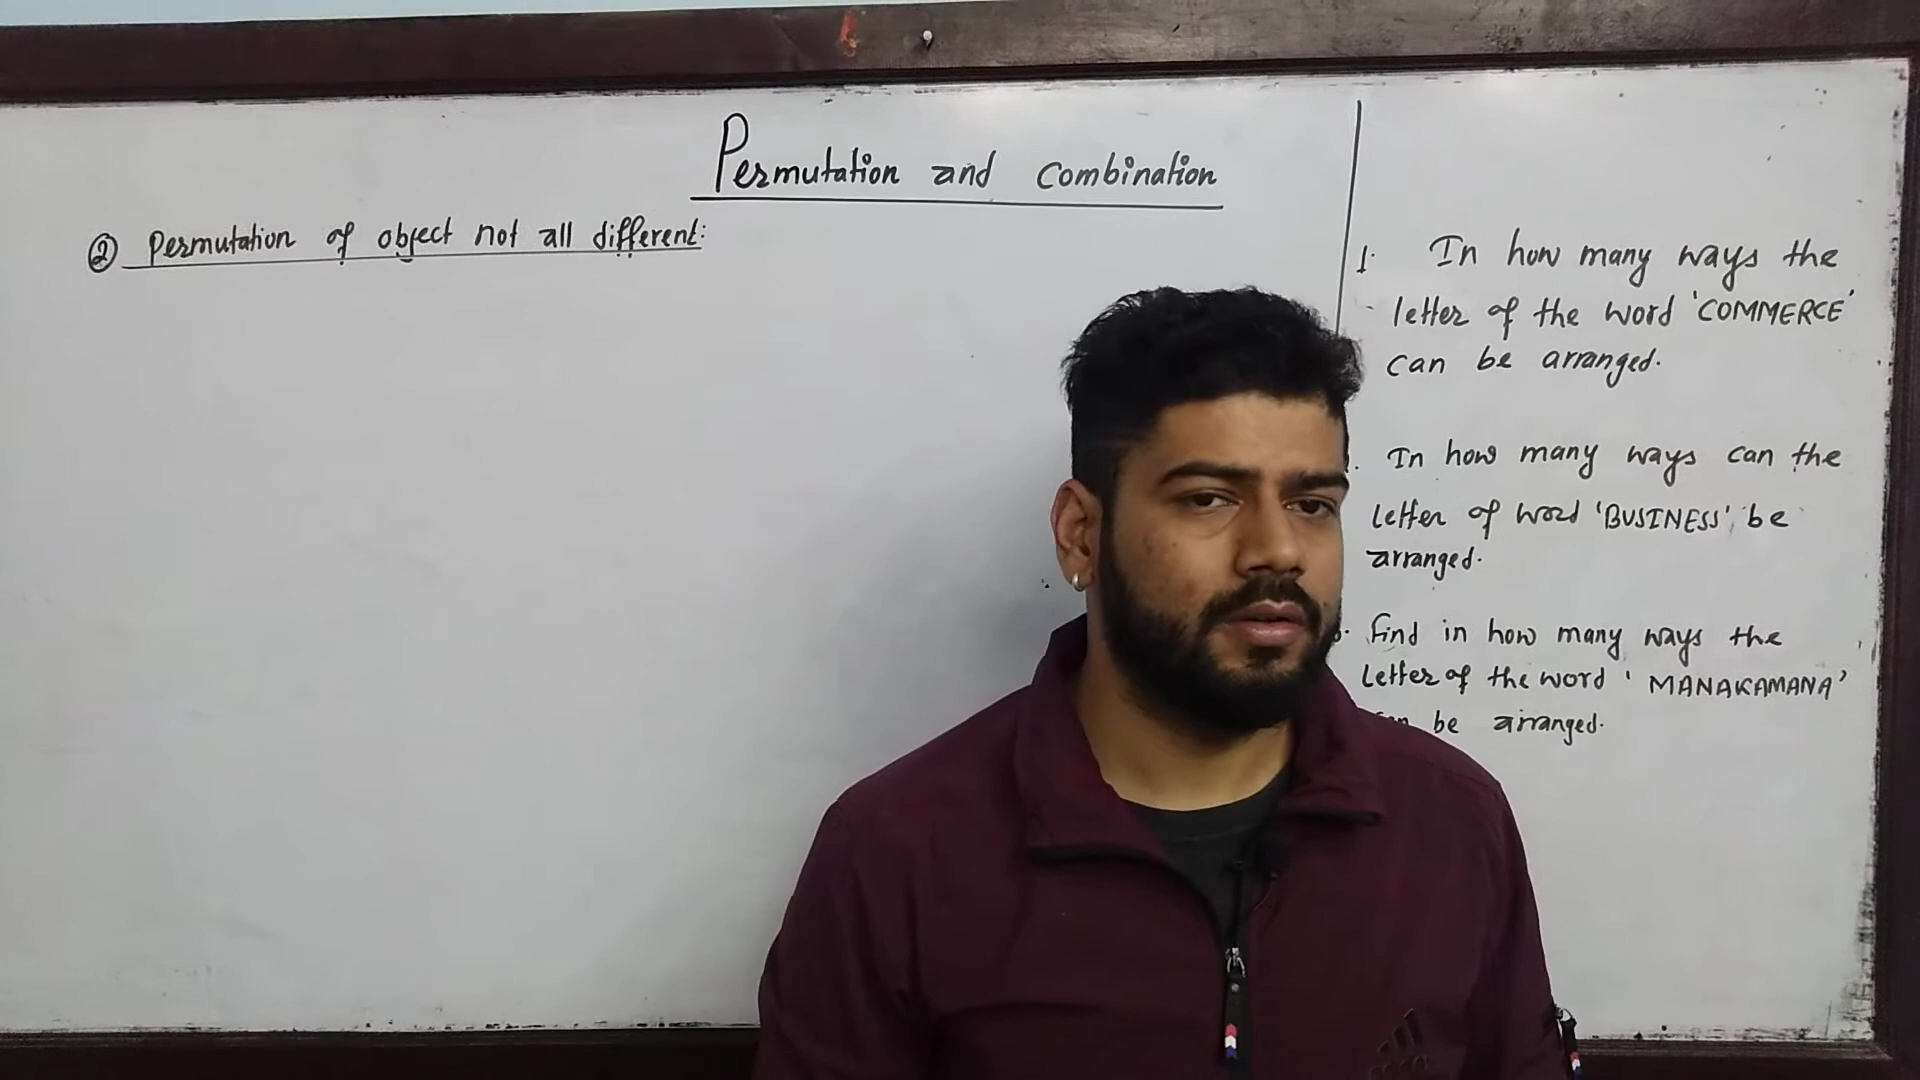 Permutation and Combination
② Permutation of object not all different:
1. In how many ways the
letter of the word 'COMMERCE'
can be arranged.
In how many ways can the
letter of word 'BUSINESS' be
arranged.
Find in how many ways the
Letter of the word ' MANAKAMANA'
be arranged.